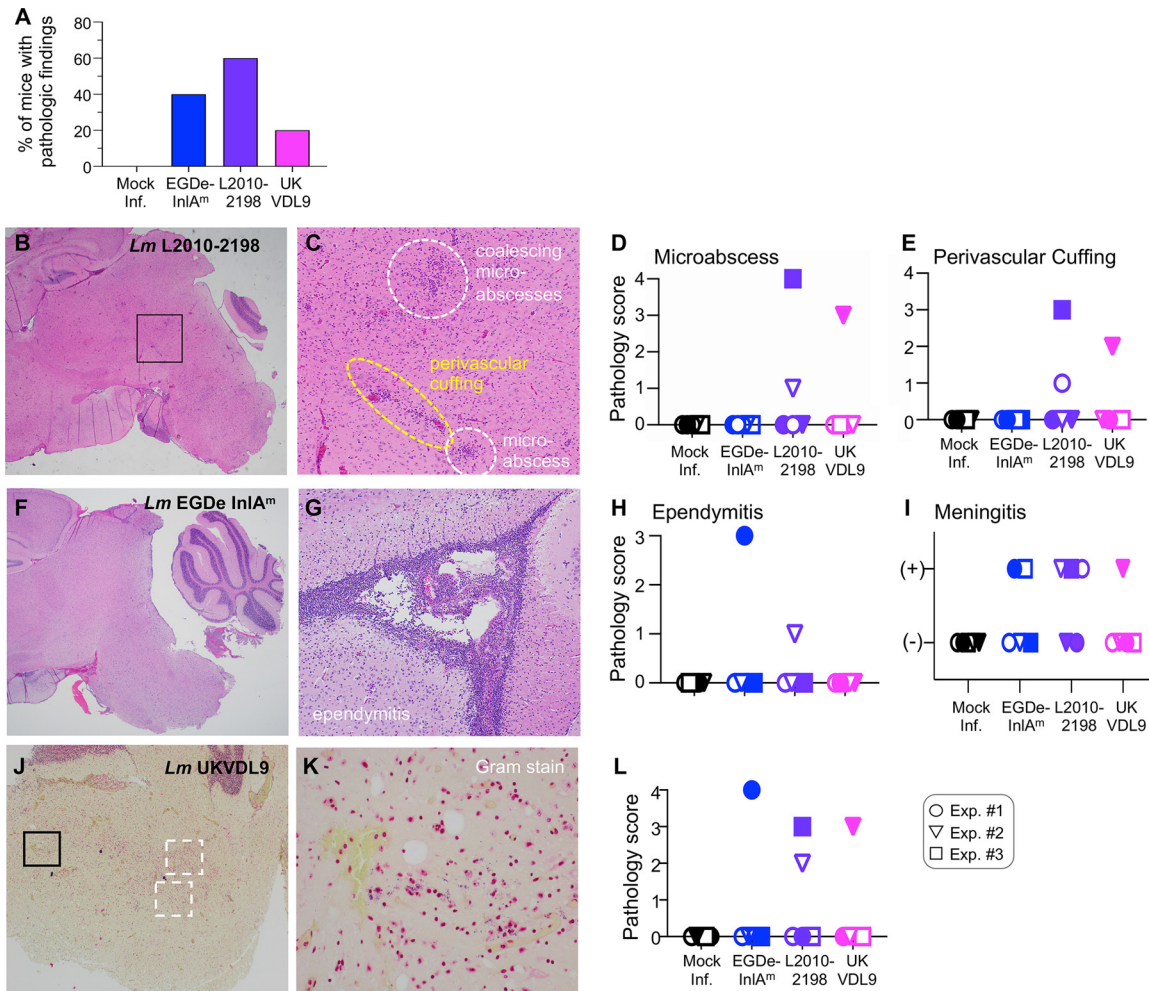 A
% of mice with
pathologic findings
80
60
40
20
0
Mock
Inf.
EGDe-
InlAᵐ
L2010-
2198
UK
VDL9
B
Lm L2010-2198
C
coalescing
micro-
abscesses
perivascular
cuffing
micro-
abscess
D
Microabscess
Pathology score
4
3
2
1
0
Mock
Inf.
EGDe-
InlAᵐ
L2010-
2198
UK
VDL9
E
Perivascular Cuffing
4
3
2
1
0
Mock
Inf.
EGDe-
InlAᵐ
L2010-
2198
UK
VDL9
F
Lm EGDe InlAᵐ
G
ependymitis
H
Ependymitis
Pathology score
3
2
1
0
I
Meningitis
(+)
(-)
Mock
Inf.
EGDe-
InlAᵐ
L2010-
2198
UK
VDL9
J
Lm UKVDL9
K
Gram stain
L
Pathology score
4
3
2
1
0
Mock
Inf.
EGDe-
InlAᵐ
L2010-
2198
UK
VDL9
Exp. #1
Exp. #2
Exp. #3